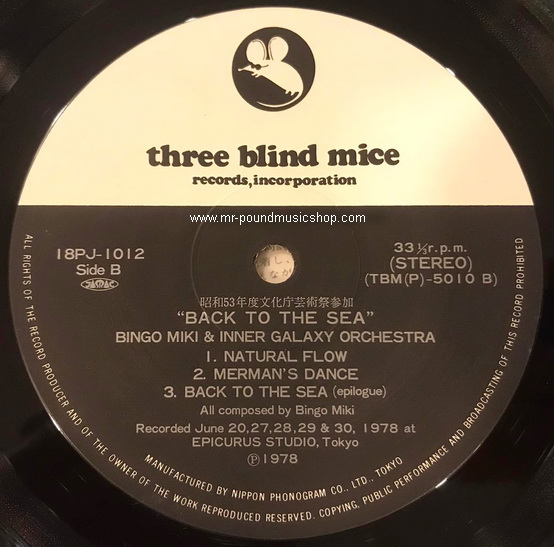 three blind mice
records, incorporation
www.mr-poundmusicshop.com
18PJ-1012
Side B
JASRAC
33 ⅓ r.p.m.
(STEREO)
(TBM(P)-5010 B)
昭和53年度文化庁芸術祭参加
"BACK TO THE SEA"
BINGO MIKI & INNER GALAXY ORCHESTRA
1. NATURAL FLOW
2. MERMAN'S DANCE
3. BACK TO THE SEA (epilogue)
All composed by Bingo Miki
Recorded June 20,27,28,29 & 30, 1978 at
EPICURUS STUDIO, Tokyo
Ⓟ1978
MANUFACTURED BY NIPPON PHONOGRAM CO., LTD., TOKYO
ALL RIGHTS OF THE RECORD PRODUCER AND OF THE OWNER OF THE WORK REPRODUCED RESERVED. COPYING, PUBLIC PERFORMANCE AND BROADCASTING OF THIS RECORD PROHIBITED